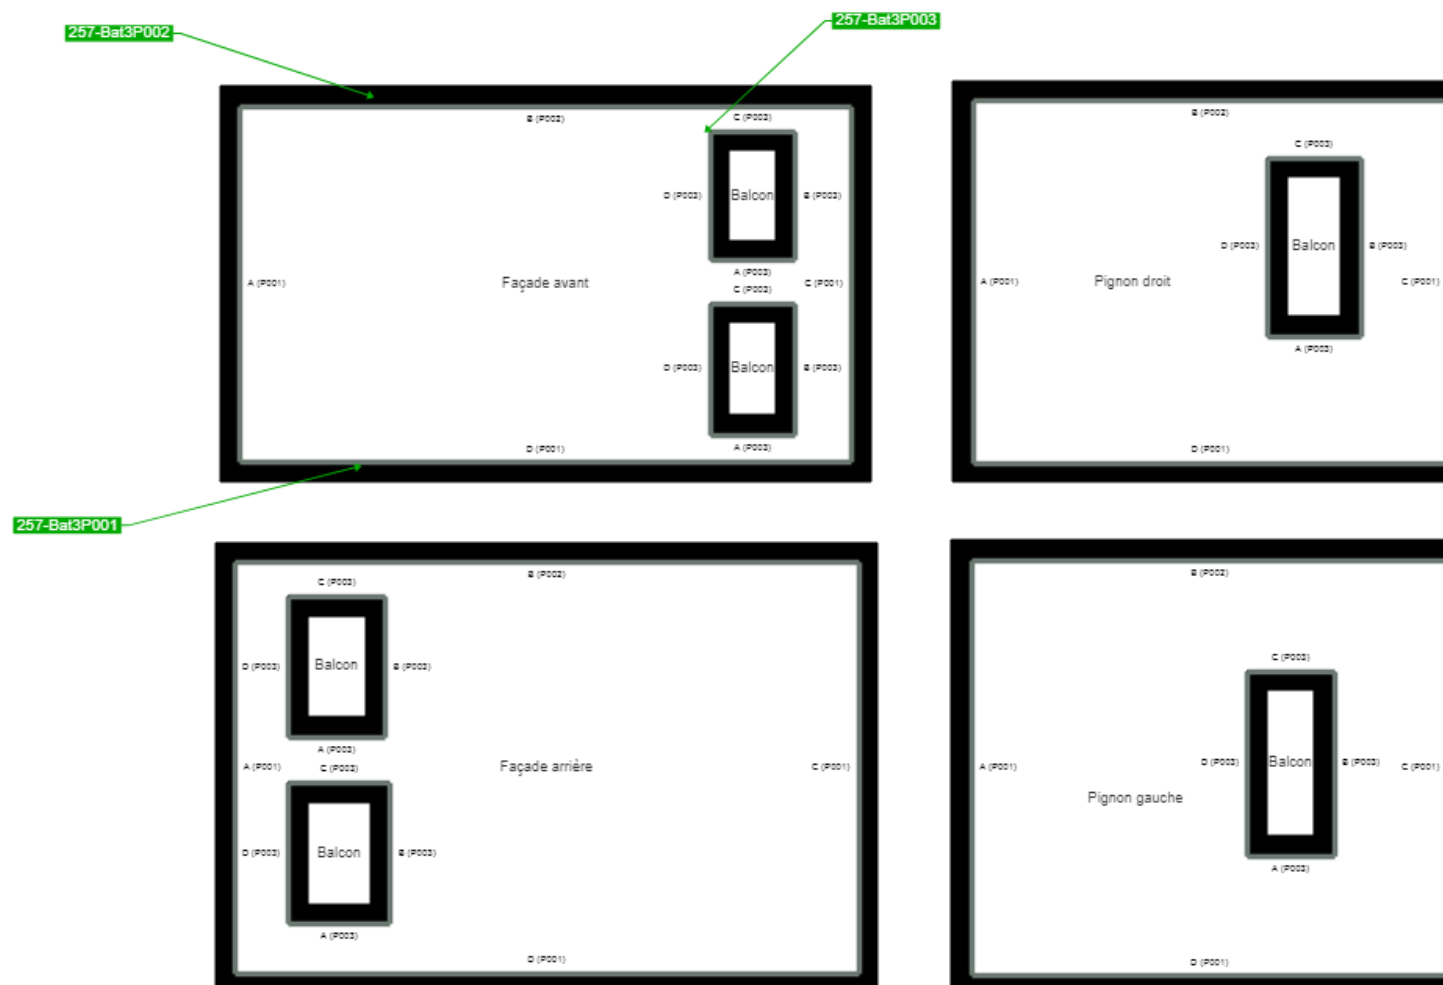 257-Bat3P002
257-Bat3P003
B (P002)
C (P003)
D (P003)
Balcon
B (P003)
A (P003)
A (P001)
Façade avant
C (P003)
C (P001)
D (P003)
Balcon
B (P003)
D (P001)
A (P003)
257-Bat3P001
B (P002)
C (P003)
D (P003)
Balcon
B (P003)
A (P001)
Pignon droit
C (P001)
A (P003)
D (P001)
B (P002)
C (P003)
D (P003)
Balcon
B (P003)
A (P003)
A (P001)
C (P003)
Façade arrière
C (P001)
D (P003)
Balcon
B (P003)
A (P003)
D (P001)
B (P002)
C (P003)
D (P003)
Balcon
B (P003)
A (P001)
C (P001)
Pignon gauche
A (P003)
D (P001)